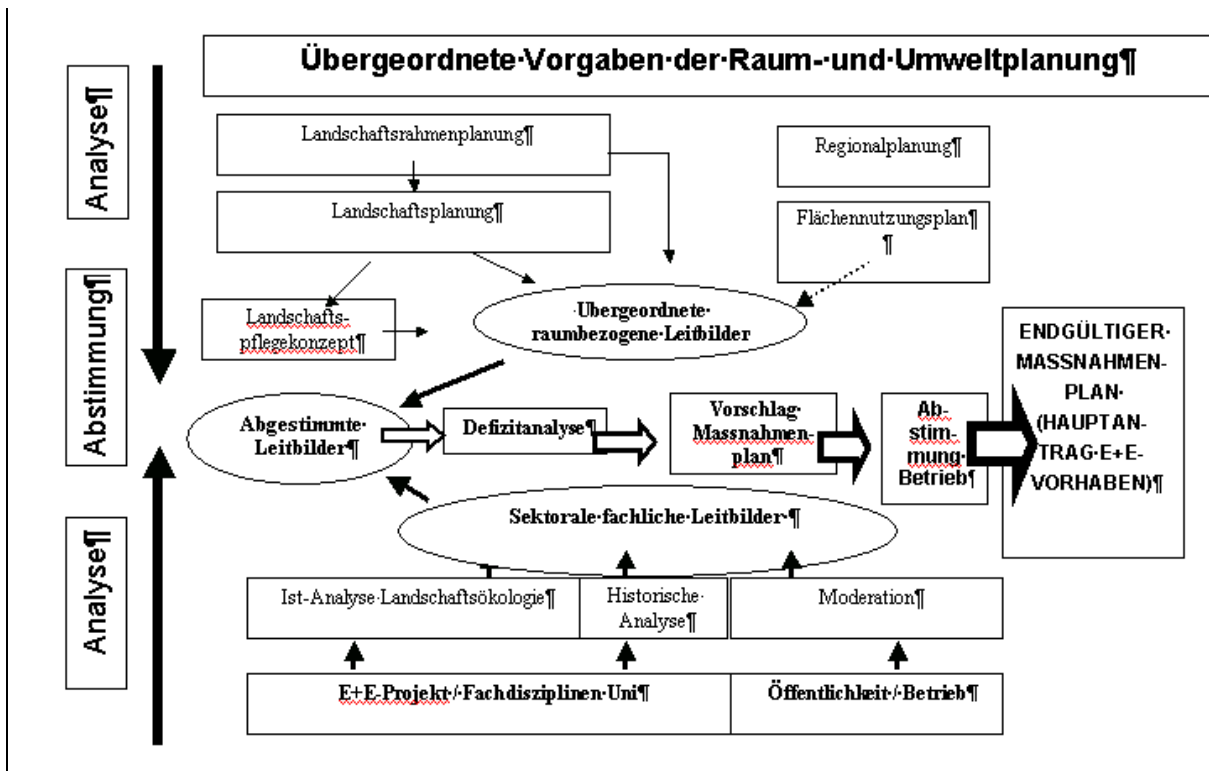 Übergeordnete·Vorgaben·der·Raum-·und·Umweltplanung¶
Analyse¶
Landschaftsrahmenplanung¶
Regionalplanung¶
Landschaftsplanung¶
Flächennutzungsplan¶
¶
Abstimmung¶
Landschafts-
pflegekonzept¶
·Übergeordnete·
raumbezogene·Leitbilder
ENDGÜLTIGER·
MASSNAHMEN-
PLAN·
(HAUPTAN-
TRAG·E+E-
VORHABEN)¶
Abgestimmte·
Leitbilder¶
Defizitanalyse¶
Vorschlag·
Massnahmen-
plan¶
Ab-
stim-
mung·
Betrieb¶
Sektorale·fachliche·Leitbilder·¶
Analyse¶
Ist-Analyse·Landschaftsökologie¶
Historische·
Analyse¶
Moderation¶
E+E-Projekt·/·Fachdisziplinen·Uni¶
Öffentlichkeit·/·Betrieb¶